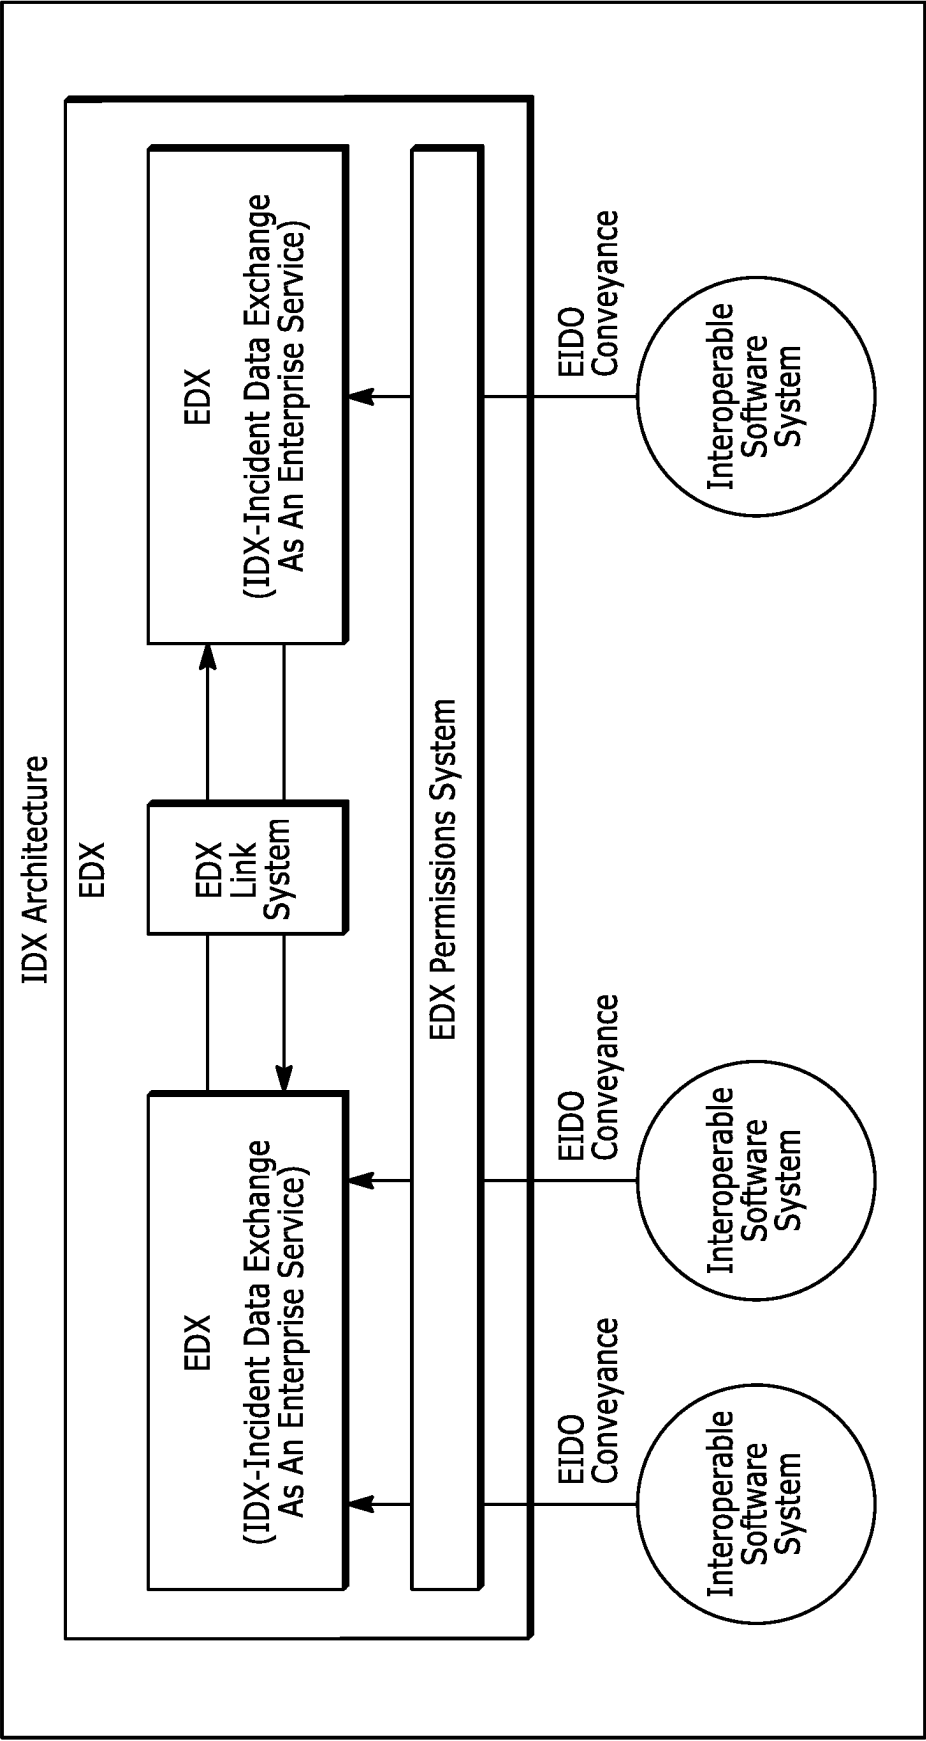 IDX Architecture
EDX
EDX
(IDX-Incident Data Exchange
As An Enterprise Service)
EDX
Link
System
EDX
(IDX-Incident Data Exchange
As An Enterprise Service)
EDX Permissions System
EIDO
Conveyance
EIDO
Conveyance
EIDO
Conveyance
Interoperable
Software
System
Interoperable
Software
System
Interoperable
Software
System